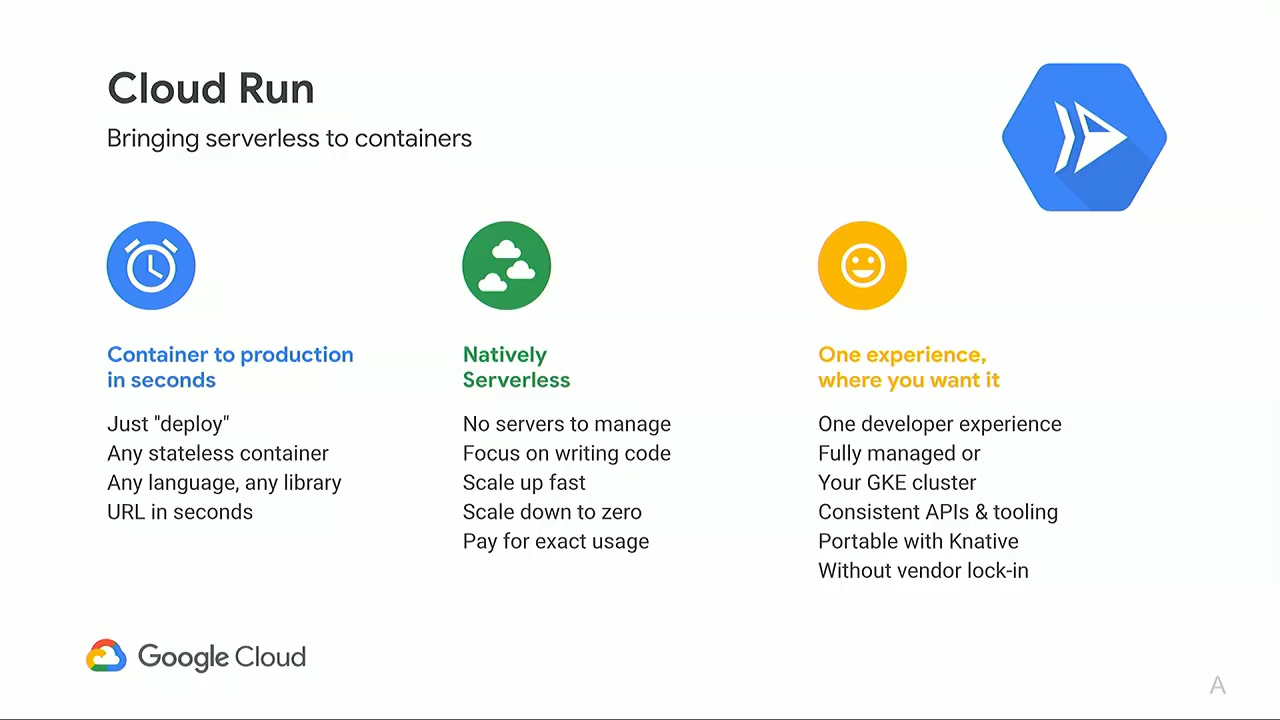 Cloud Run
Bringing serverless to containers
Container to production
in seconds
Just "deploy"
Any stateless container
Any language, any library
URL in seconds
Natively
Serverless
No servers to manage
Focus on writing code
Scale up fast
Scale down to zero
Pay for exact usage
One experience,
where you want it
One developer experience
Fully managed or
Your GKE cluster
Consistent APIs & tooling
Portable with Knative
Without vendor lock-in
Google Cloud
A